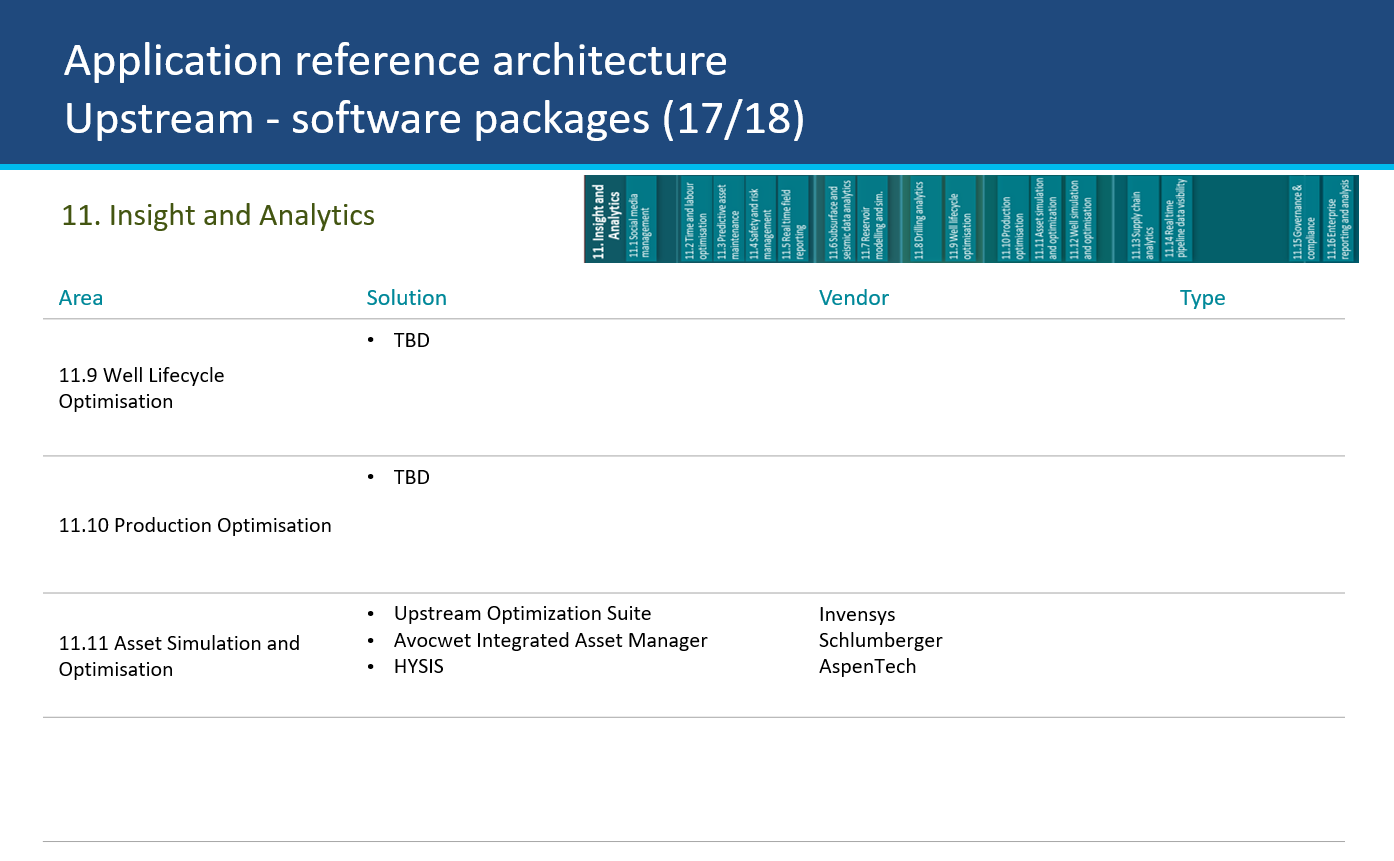 Application reference architecture
Upstream - software packages (17/18)
11. Insight and Analytics
11. Insight and
Analytics
11.1 Social media
management
11.2 Time and labour
optimisation
11.3 Predictive asset
maintenance
11.4 Safety and risk
management
11.5 Real time field
reporting
11.6 Subsurface and
seismic data analytics
11.7 Reservoir
modelling and sim.
11.8 Drilling analytics
11.9 Well lifecycle
optimisation
11.10 Production
optimisation
11.11 Asset simulation
and optimization
11.12 Well simulation
and optimisation
11.13 Supply chain
analytics
11.14 Real time
pipeline data visibility
11.15 Governance &
compliance
11.16 Enterprise
reporting and analysis
Area Solution Vendor Type
• TBD
11.9 Well Lifecycle
Optimisation
• TBD
11.10 Production Optimisation
• Upstream Optimization Suite Invensys
11.11 Asset Simulation and
• Avocwet Integrated Asset Manager Schlumberger
Optimisation
• HYSIS AspenTech